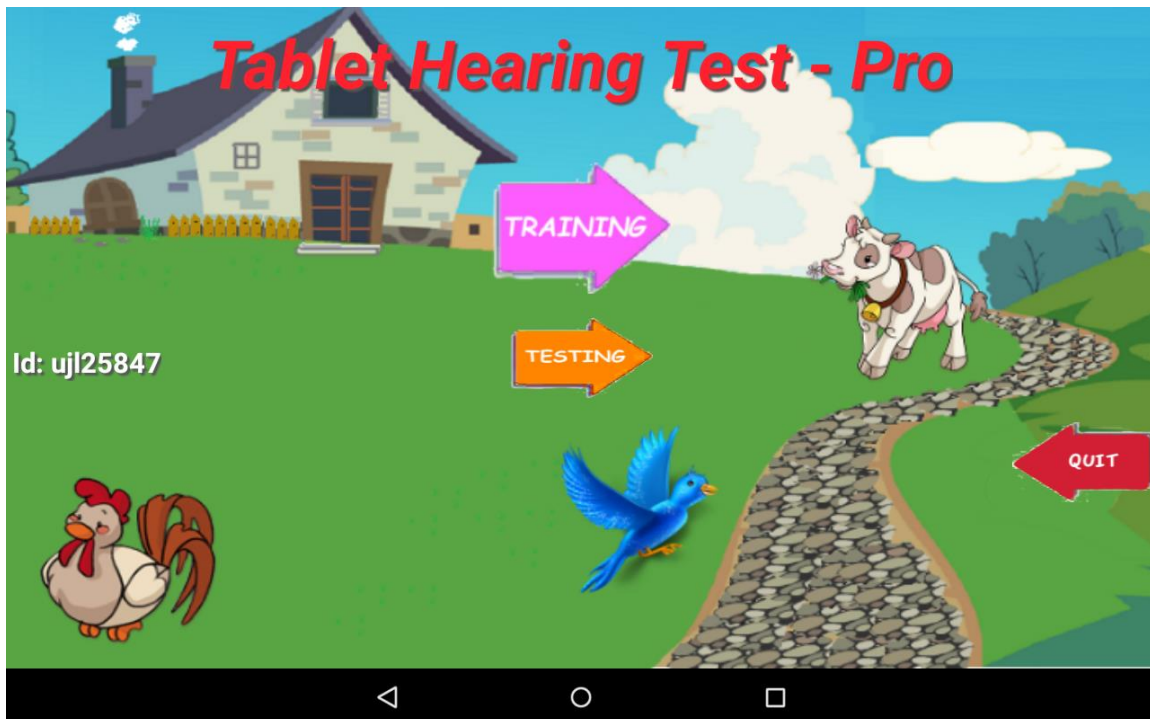 Tablet Hearing Test - Pro
TRAINING
TESTING
Id: ujl25847
QUIT